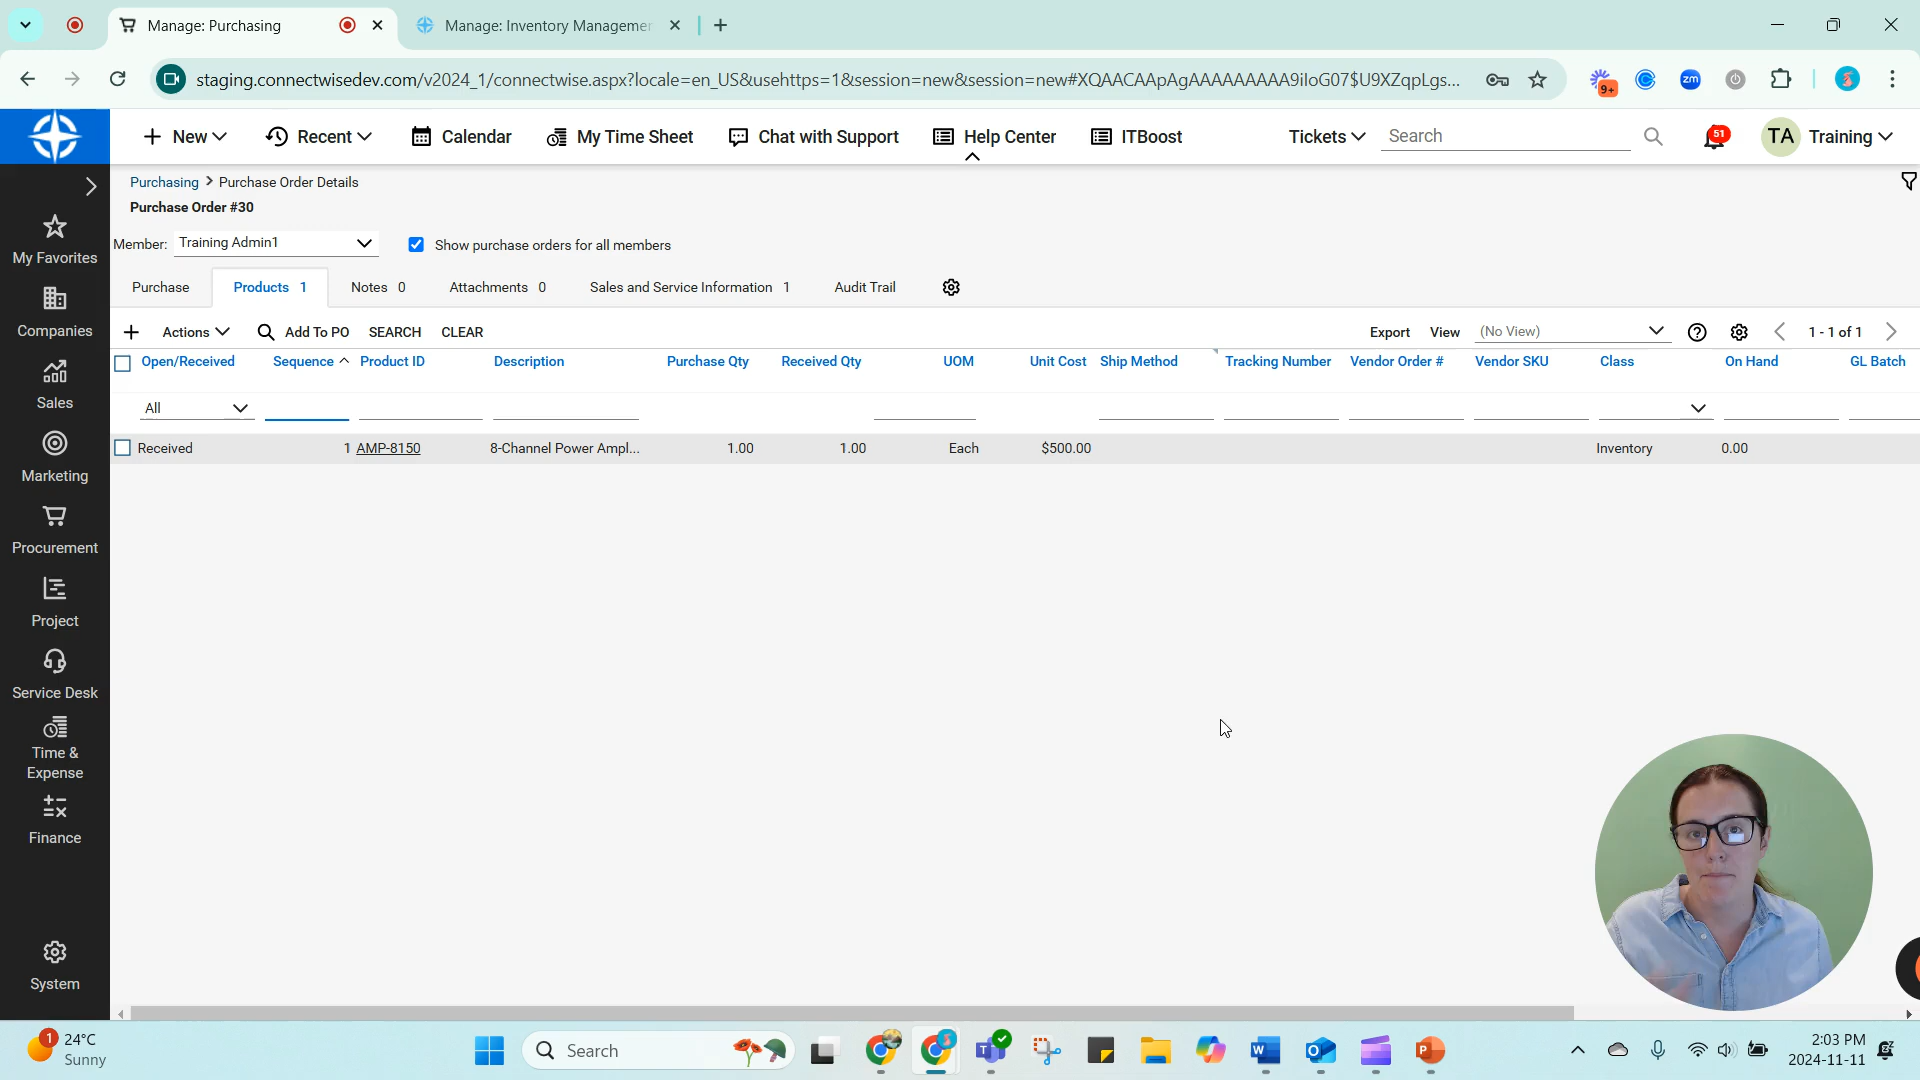 Manage: Purchasing
Manage: Inventory Managemen
staging.connectwisedev.com/v2024_1/connectwise.aspx?locale=en_US&usehttps=1&session=new&session=new#XQAACAApAgAAAAAAAAA9iIoG07$U9XZqpLgs...
9+
zm
New
Recent
Calendar
My Time Sheet
Chat with Support
Help Center
ITBoost
Tickets
Search
51
TA
Training
Purchasing > Purchase Order Details
Purchase Order #30
Member: Training Admin1
Show purchase orders for all members
Purchase
Products 1
Notes 0
Attachments 0
Sales and Service Information 1
Audit Trail
Actions
Add To PO
SEARCH
CLEAR
Export
View
(No View)
1 - 1 of 1
Open/Received
Sequence
Product ID
Description
Purchase Qty
Received Qty
UOM
Unit Cost
Ship Method
Tracking Number
Vendor Order #
Vendor SKU
Class
On Hand
GL Batch
All
Received
1
AMP-8150
8-Channel Power Ampl...
1.00
1.00
Each
$500.00
Inventory
0.00
My Favorites
Companies
Sales
Marketing
Procurement
Project
Service Desk
Time &
Expense
Finance
System
1
24°C
Sunny
Search
2:03 PM
2024-11-11